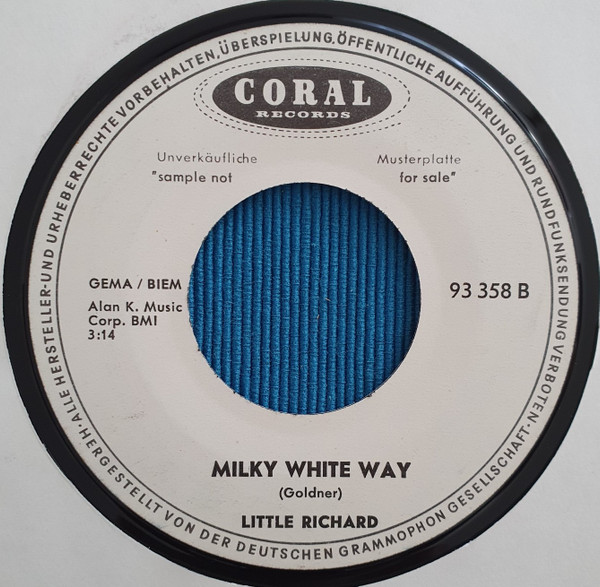 ALLE HERSTELLER-UND URHEBERRECHTE VORBEHALTEN, ÜBERSPIELUNG, ÖFFENTLICHE AUFFÜHRUNG UND RUNDFUNKSENDUNG VERBOTEN·
CORAL
RECORDS
Unverkäufliche Musterplatte
"sample not for sale"
GEMA / BIEM
93 358 B
Alan K. Music
Corp. BMI
3:14
MILKY WHITE WAY
(Goldner)
LITTLE RICHARD
·HERGESTELLT VON DER DEUTSCHEN GRAMMOPHON GESELLSCHAFT·